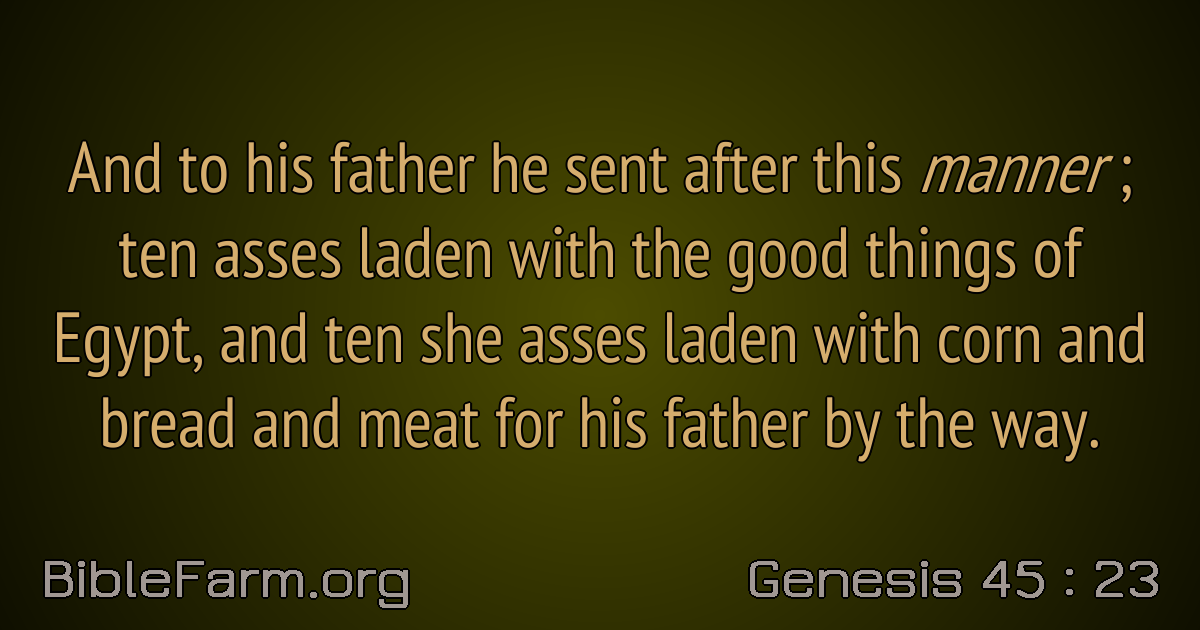 And to his father he sent after this manner;
ten asses laden with the good things of
Egypt, and ten she asses laden with corn and
bread and meat for his father by the way.
BibleFarm.org
Genesis 45 : 23